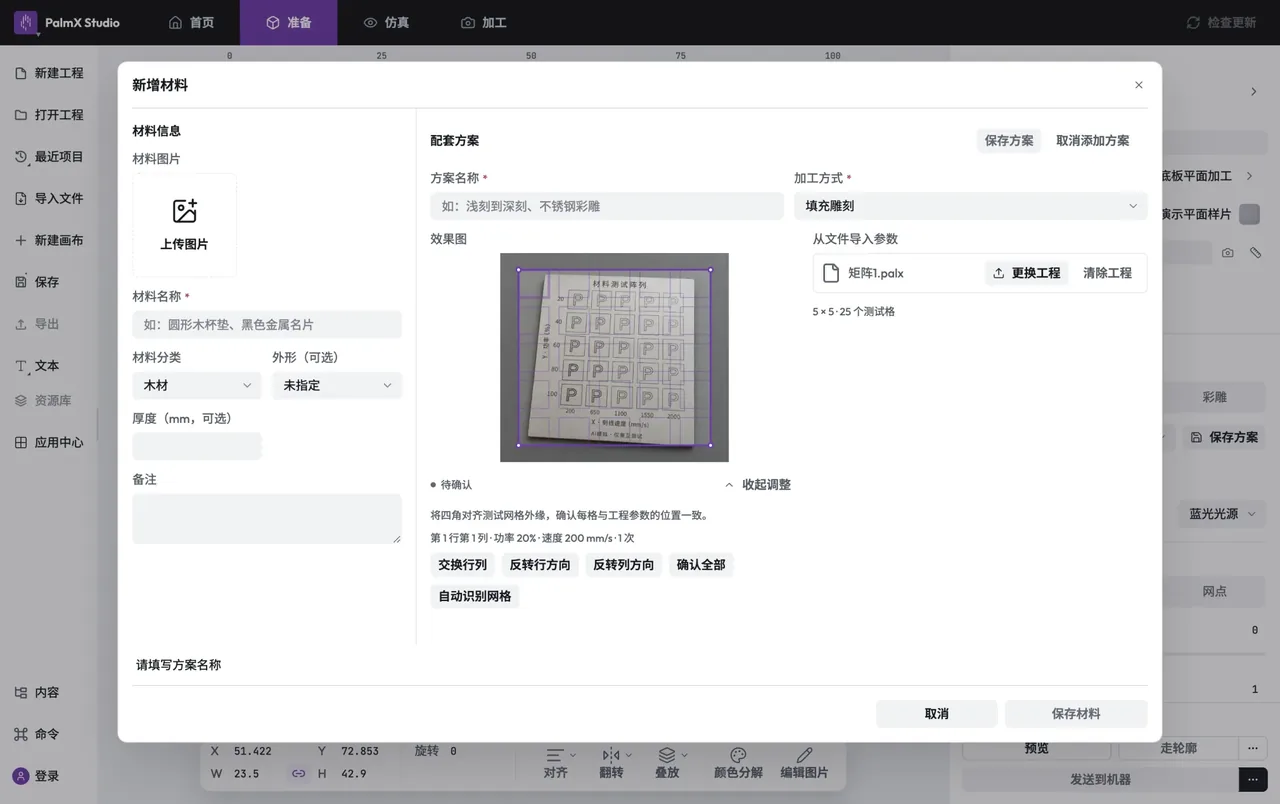 PalmX Studio
首页
准备
仿真
加工
检查更新
0 25 50 75 100
新建工程
打开工程
最近项目
导入文件
新建画布
保存
导出
文本
资源库
应用中心
内容
命令
登录
新增材料
材料信息
材料图片
上传图片
材料名称 *
如：圆形木杯垫、黑色金属名片
材料分类
外形（可选）
木材
未指定
厚度（mm，可选）
备注
配套方案
保存方案
取消添加方案
方案名称 *
加工方式 *
如：浅刻到深刻、不锈钢彩雕
填充雕刻
效果图
从文件导入参数
矩阵1.palx
更换工程
清除工程
5 × 5 · 25 个测试格
材料测试阵列
Y · 功率 (%)
20
60
80
100
P P P P P
P P P P P
P P P P P
P P P P P
P P P P P
200 650 1100 1550 2000
X · 划线速度 (mm/s)
待确认
收起调整
将四角对齐测试网格外缘，确认每格与工程参数的位置一致。
第 1 行第 1 列 · 功率 20% · 速度 200 mm/s · 1 次
交换行列
反转行方向
反转列方向
确认全部
自动识别网格
请填写方案名称
取消
保存材料
底板平面加工
演示平面样片
彩雕
保存方案
蓝光光源
网点
0
1
预览
走轮廓
···
发送到机器
···
X 51.422 Y 72.853 旋转 0
W 23.5 H 42.9
对齐
翻转
叠放
颜色分解
编辑图片